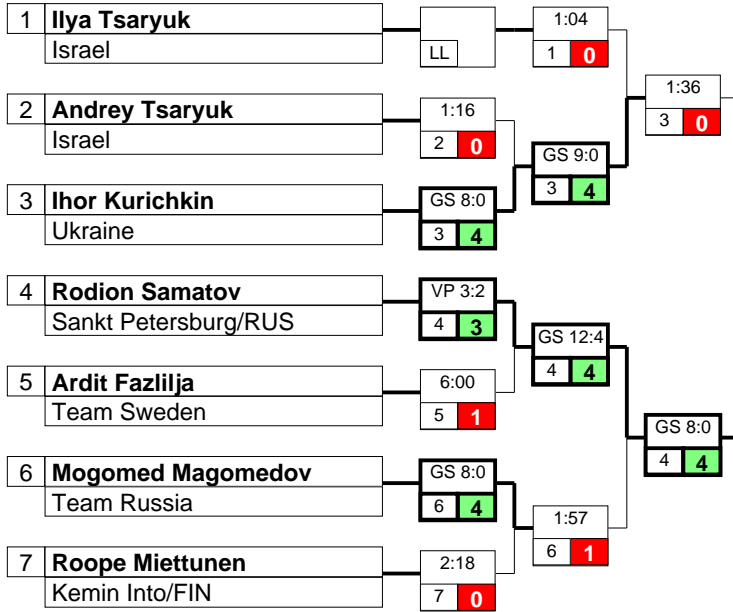 1 Ilya Tsaryuk
Israel
LL
1:04
1 0
2 Andrey Tsaryuk
Israel
1:16
2 0
1:36
3 0
GS 9:0
3 4
3 Ihor Kurichkin
Ukraine
GS 8:0
3 4
4 Rodion Samatov
Sankt Petersburg/RUS
VP 3:2
4 3
GS 12:4
4 4
5 Ardit Fazlilja
Team Sweden
6:00
5 1
GS 8:0
4 4
6 Mogomed Magomedov
Team Russia
GS 8:0
6 4
1:57
6 1
7 Roope Miettunen
Kemin Into/FIN
2:18
7 0